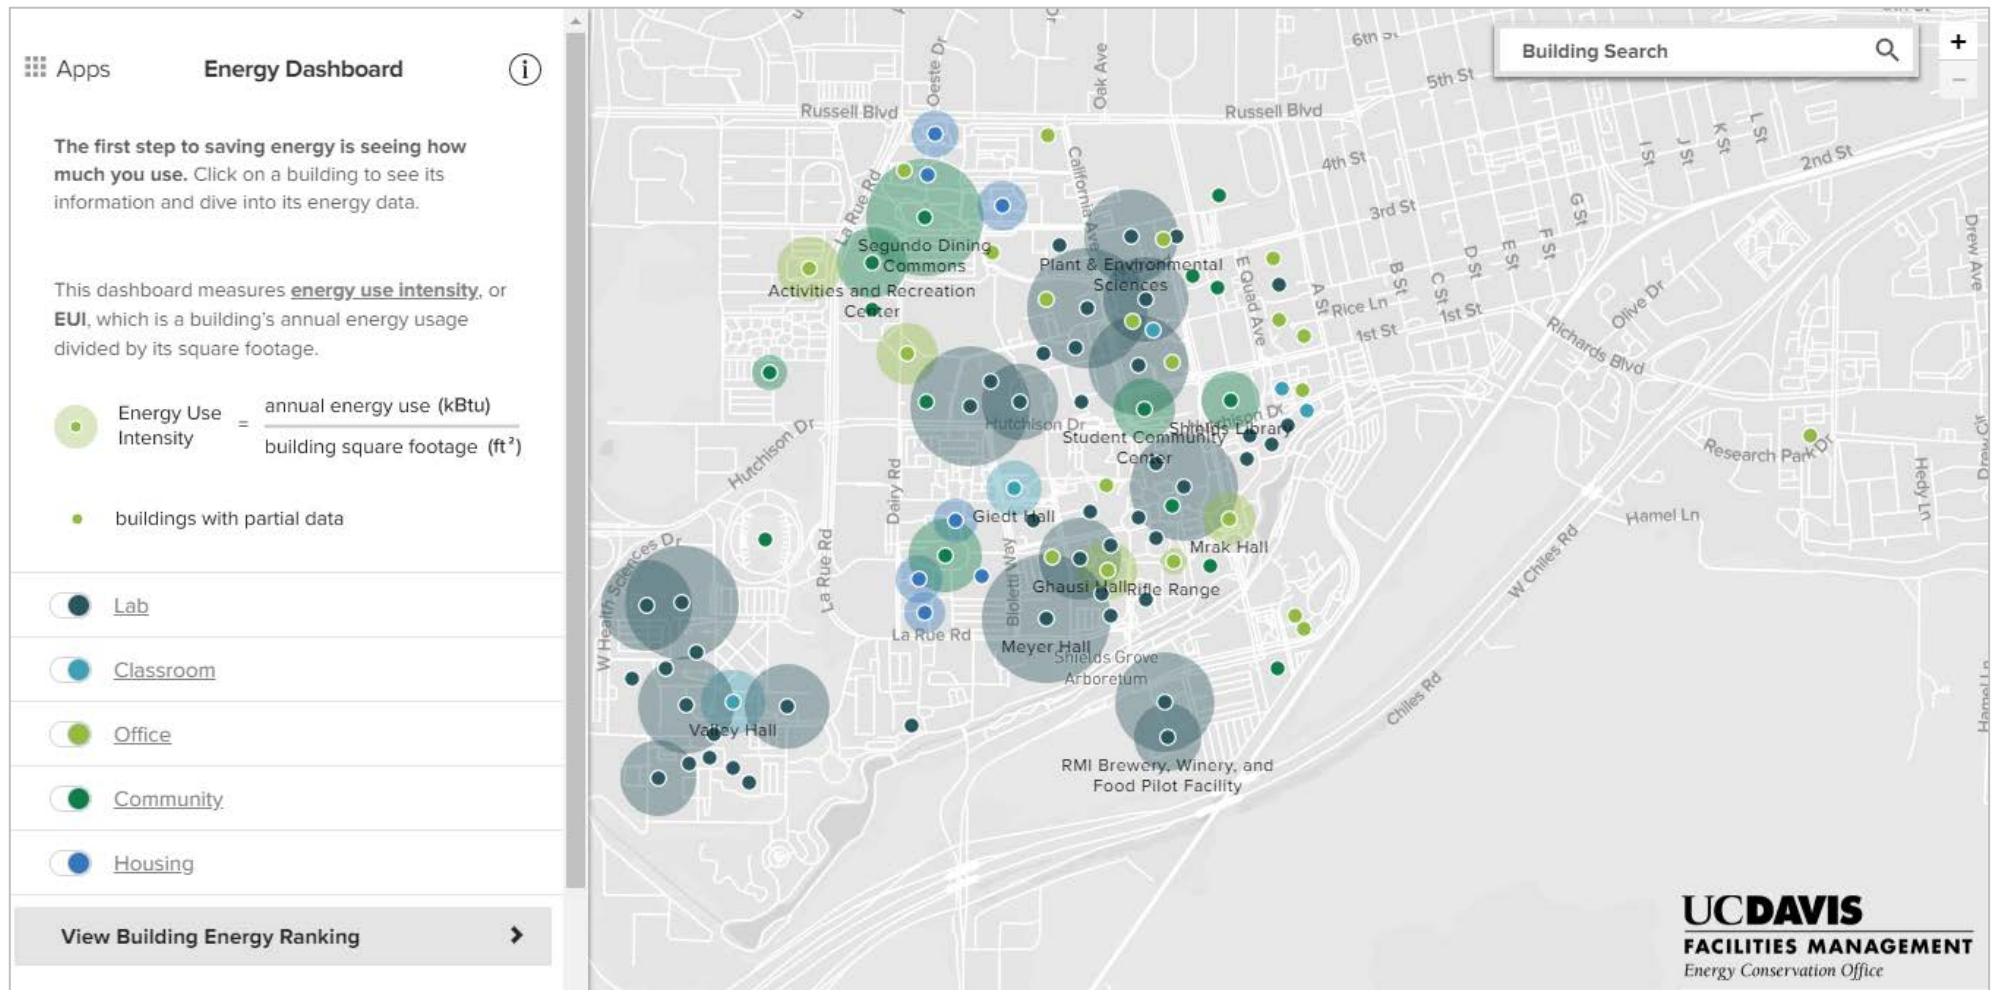 Apps
Energy Dashboard
i
The first step to saving energy is seeing how
much you use. Click on a building to see its
information and dive into its energy data.
This dashboard measures energy use intensity, or
EUI, which is a building's annual energy usage
divided by its square footage.
Energy Use
Intensity
=
annual energy use (kBtu)
building square footage (ft²)
buildings with partial data
Lab
Classroom
Office
Community
Housing
View Building Energy Ranking
Building Search
+
−
6th St
5th St
Oeste Dr
Oak Ave
Russell Blvd
Russell Blvd
4th St
3rd St
2nd St
L St
K St
J St
I St
G St
F St
E St
D St
C St
B St
A St
Drew Ave
La Rue Rd
California Ave
E Quad Ave
Segundo Dining
Commons
Plant & Environmental
Sciences
Activities and Recreation
Center
Rice Ln
1st St
1st St
Olive Dr
Richards Blvd
Hutchison Dr
Hutchison Dr
Hutchison Dr
Shields Library
Student Community
Center
Research Park Dr
Hedy Ln
Hamel Ln
Dairy Rd
Giedt Hall
Mrak Hall
W Health Sciences Dr
La Rue Rd
Bioletti Way
Ghausi Hall
Rifle Range
W Chiles Rd
La Rue Rd
Meyer Hall
Shields Grove
Arboretum
Chiles Rd
Valley Hall
RMI Brewery, Winery, and
Food Pilot Facility
UCDAVIS
FACILITIES MANAGEMENT
Energy Conservation Office